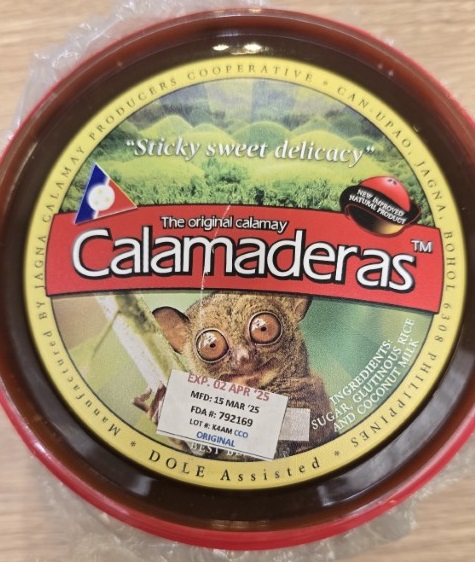 Manufactured by JAGNA CALAMAY PRODUCERS COOPERATIVE * CAN-UPAO, JAGNA, BOHOL 6308 PHILIPPINES *
"Sticky sweet delicacy"
NEW IMPROVED
NATURAL PRODUCT
The original calamay
Calamaderas™
INGREDIENTS:
SUGAR, GLUTINOUS RICE
AND COCONUT MILK
EXP. 02 APR '25
MFD: 15 MAR '25
FDA #: 792169
LOT #: K4AM CCO
ORIGINAL
BEST
* DOLE Assisted *